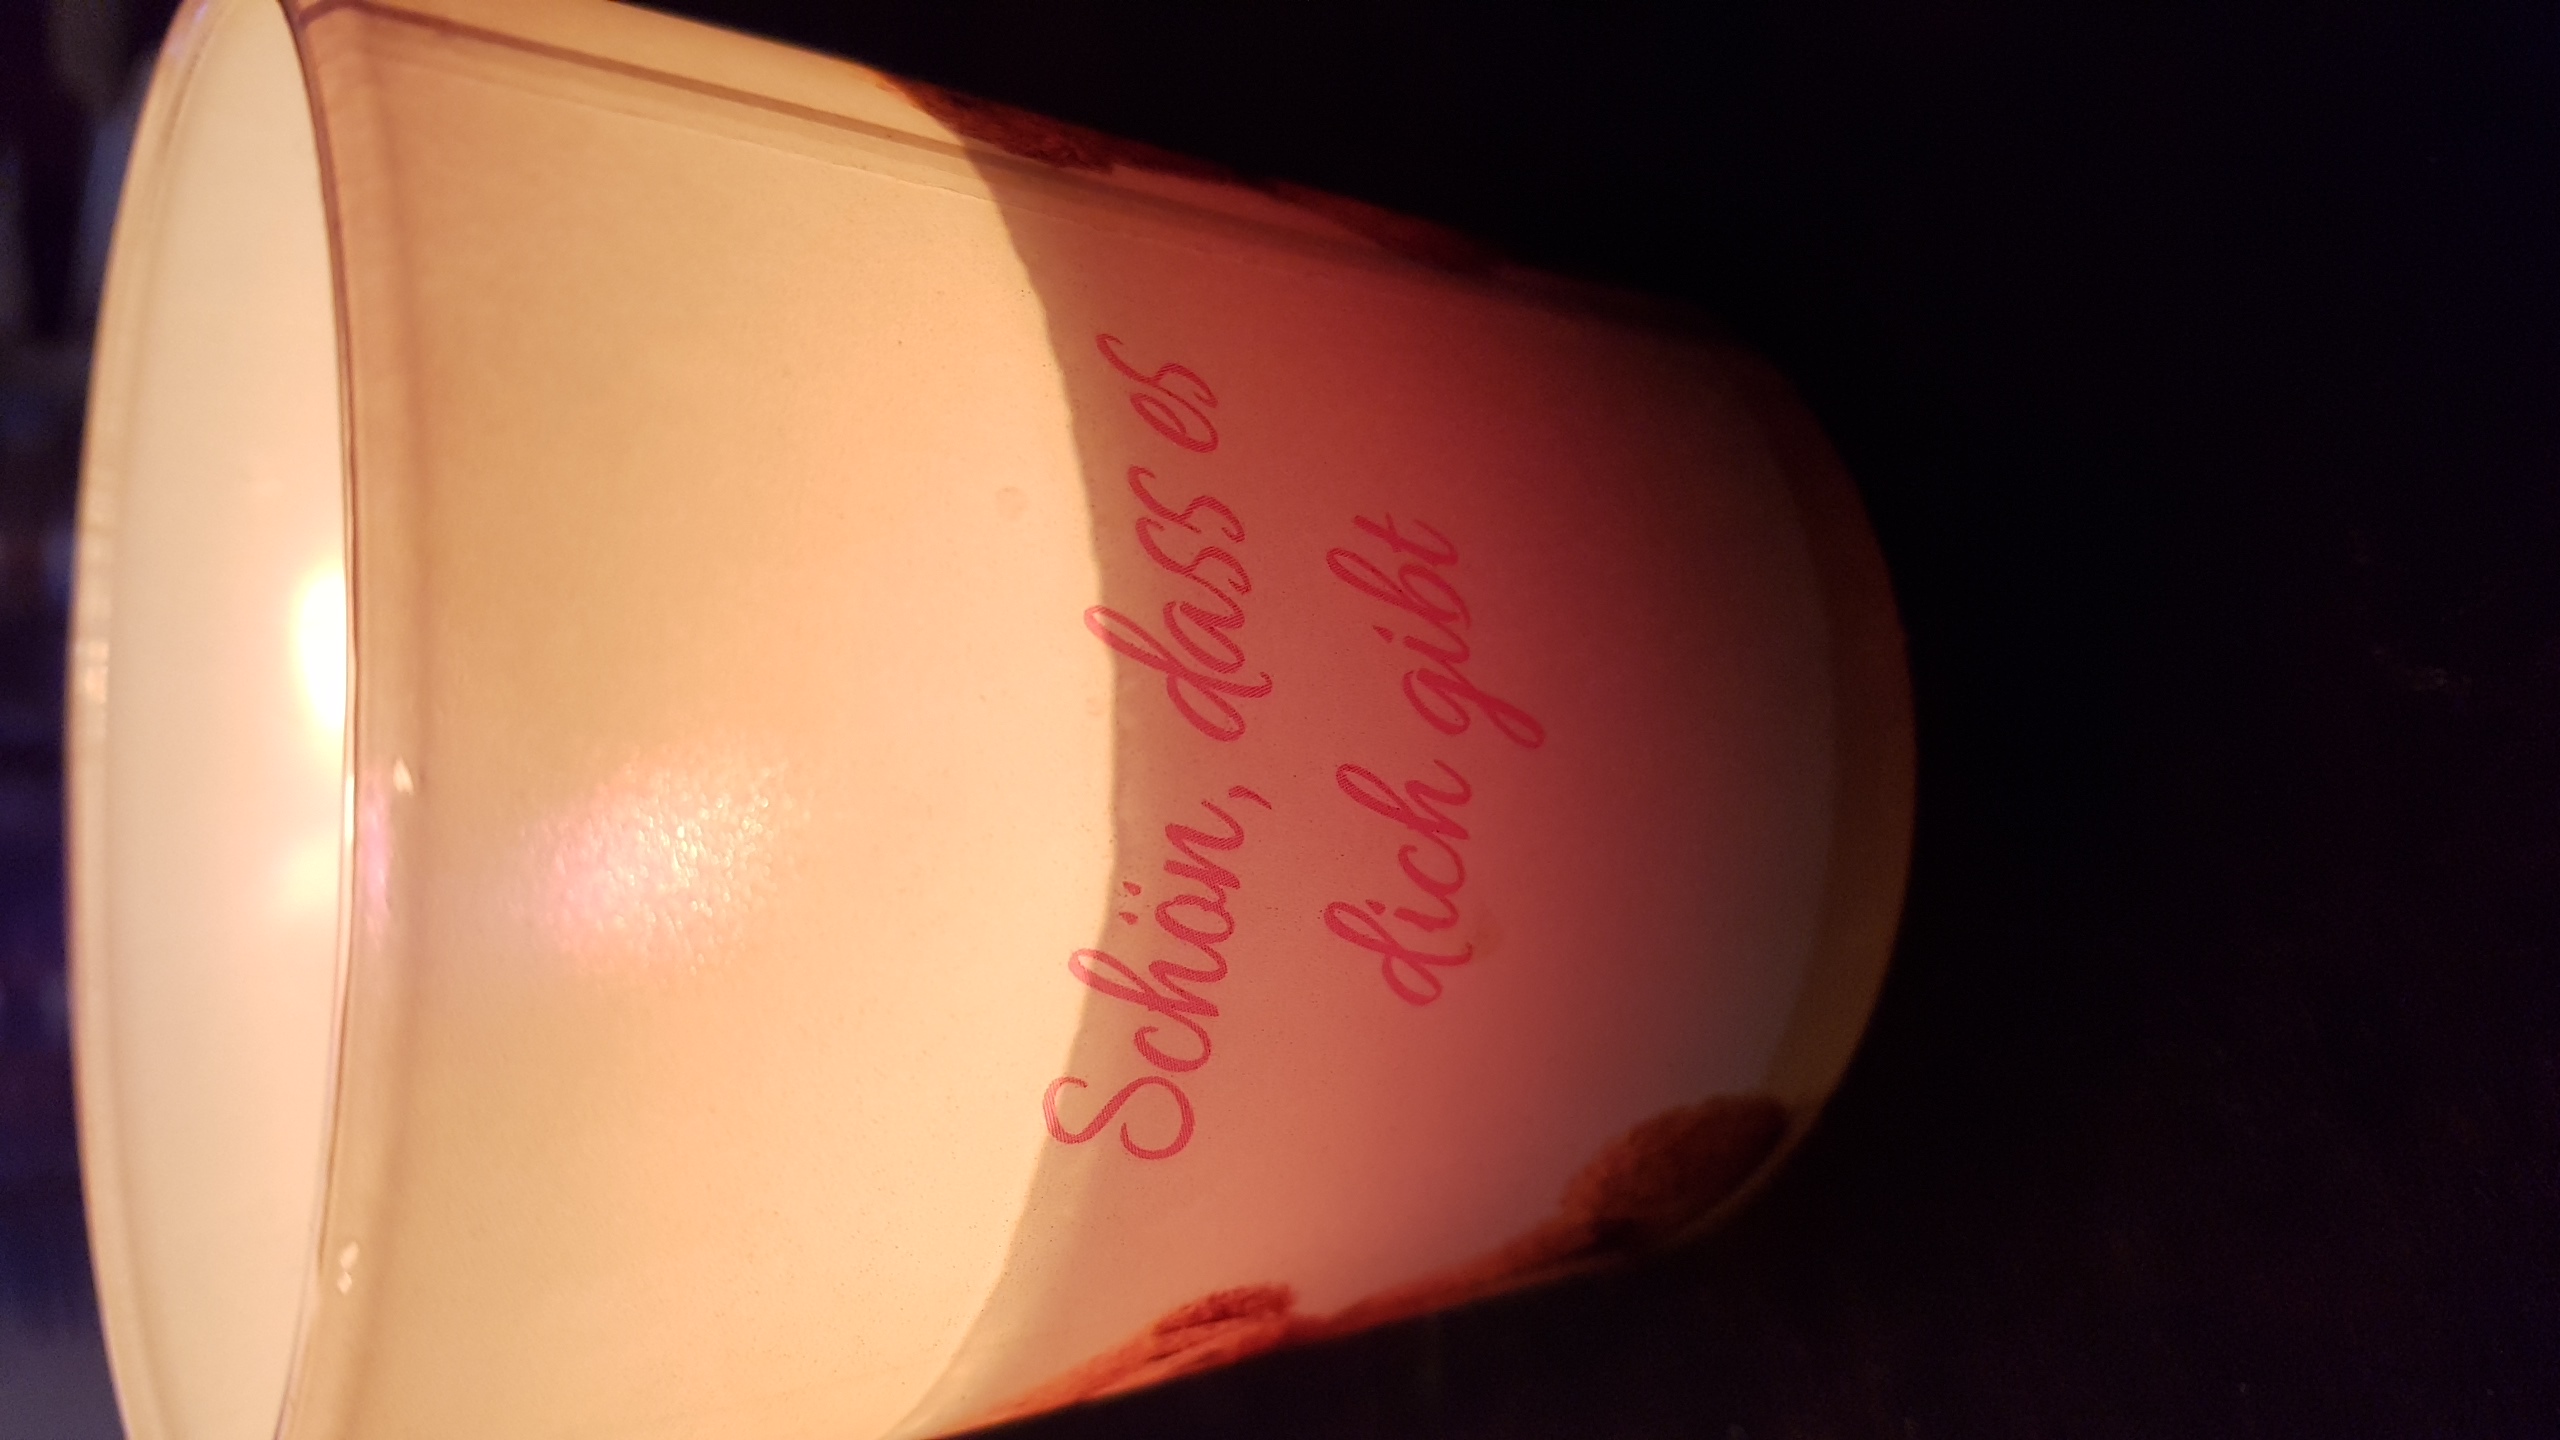 Schön, dass es
dich gibt